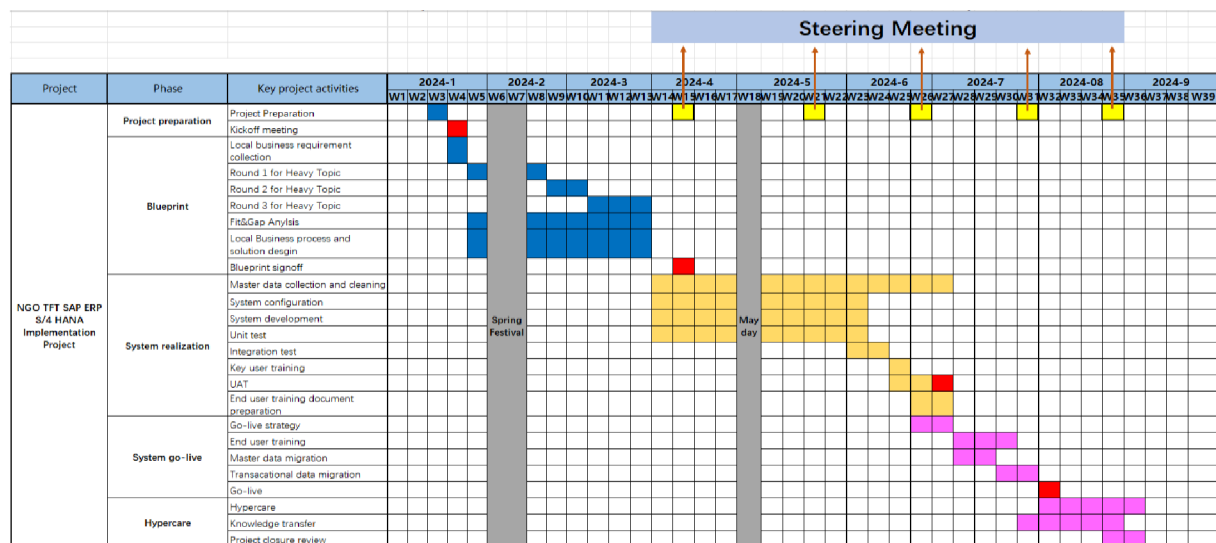 Steering Meeting
Project
Phase
Key project activities
2024-1
2024-2
2024-3
2024-4
2024-5
2024-6
2024-7
2024-08
2024-9
W1 W2 W3 W4 W5 W6 W7 W8 W9 W10 W11 W12 W13 W14 W15 W16 W17 W18 W19 W20 W21 W22 W23 W24 W25 W26 W27 W28 W29 W30 W31 W32 W33 W34 W35 W36 W37 W38 W39
NGO TFT SAP ERP
S/4 HANA
Implementation
Project
Project preparation
Project Preparation
Kickoff meeting
Blueprint
Local business requirement
collection
Round 1 for Heavy Topic
Round 2 for Heavy Topic
Round 3 for Heavy Topic
Fit&Gap Anylsis
Local Business process and
solution desgin
Blueprint signoff
System realization
Master data collection and cleaning
System configuration
System development
Unit test
Integration test
Key user training
UAT
End user training document
preparation
System go-live
Go-live strategy
End user training
Master data migration
Transacational data migration
Go-live
Hypercare
Hypercare
Knowledge transfer
Project closure review
Spring
Festival
May
day